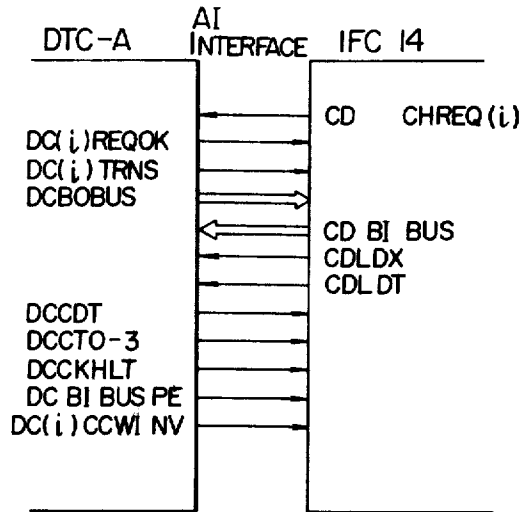 DTC-A AI INTERFACE IFC 14
CD CHREQ(i)
DC(i)REQOK
DC(i)TRNS
DCBOBUS
CD BI BUS
CDLDX
CDLDT
DCCDT
DCCTO-3
DCCKHLT
DC BI BUS PE
DC(i)CCWI NV